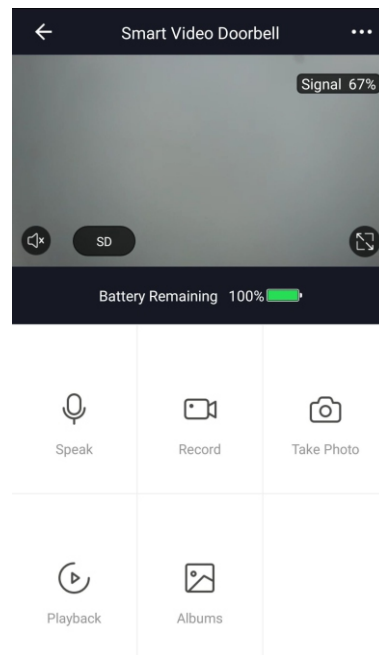 Smart Video Doorbell
Signal 67%
SD
Battery Remaining 100%
Speak Record Take Photo
Playback Albums